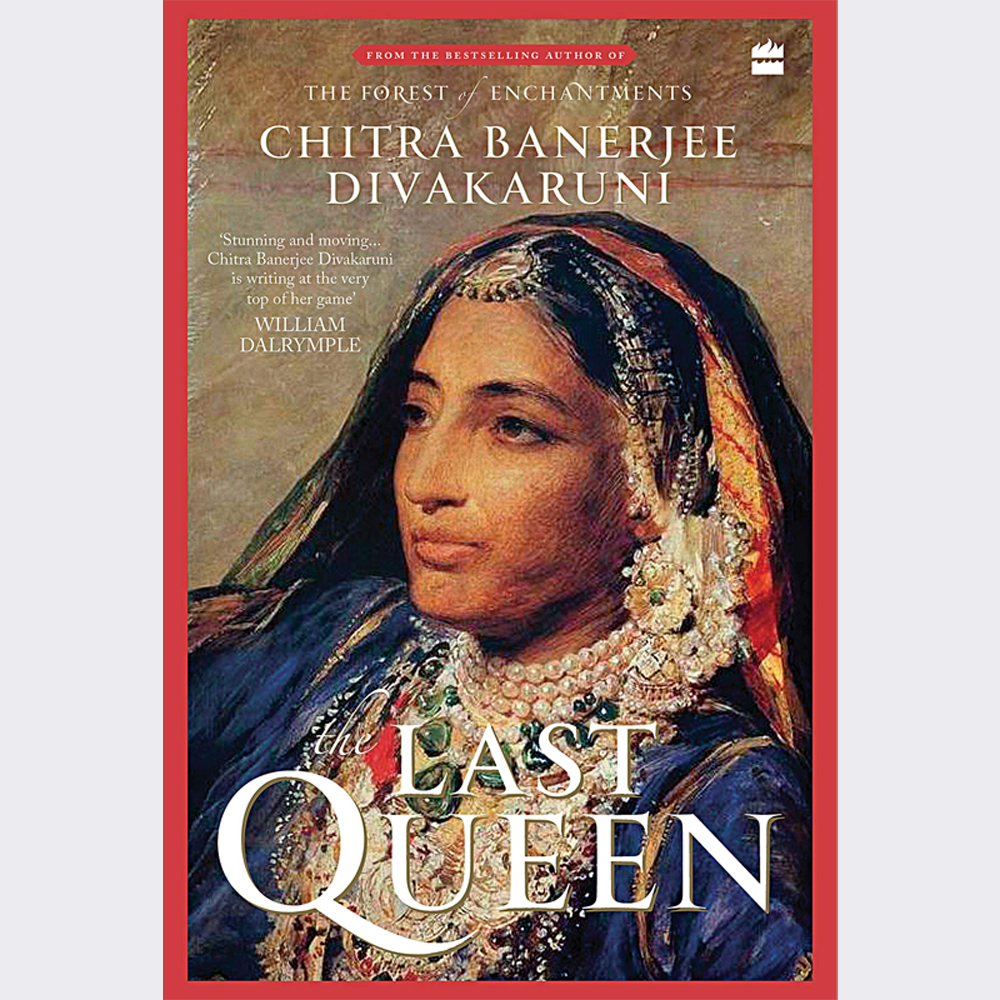 FROM THE BESTSELLING AUTHOR OF
THE FOREST of ENCHANTMENTS
CHITRA BANERJEE
DIVAKARUNI
‘Stunning and moving...
Chitra Banerjee Divakaruni
is writing at the very
top of her game’
WILLIAM
DALRYMPLE
the LAST
QUEEN